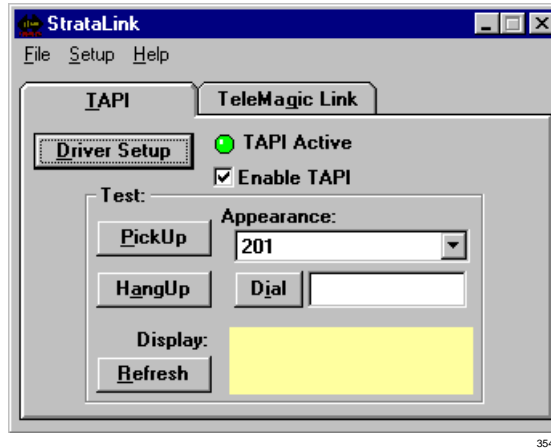 StrataLink
File Setup Help
TAPI TeleMagic Link
Driver Setup TAPI Active
Enable TAPI
Test:
Appearance:
PickUp 201
HangUp Dial
Display:
Refresh
354